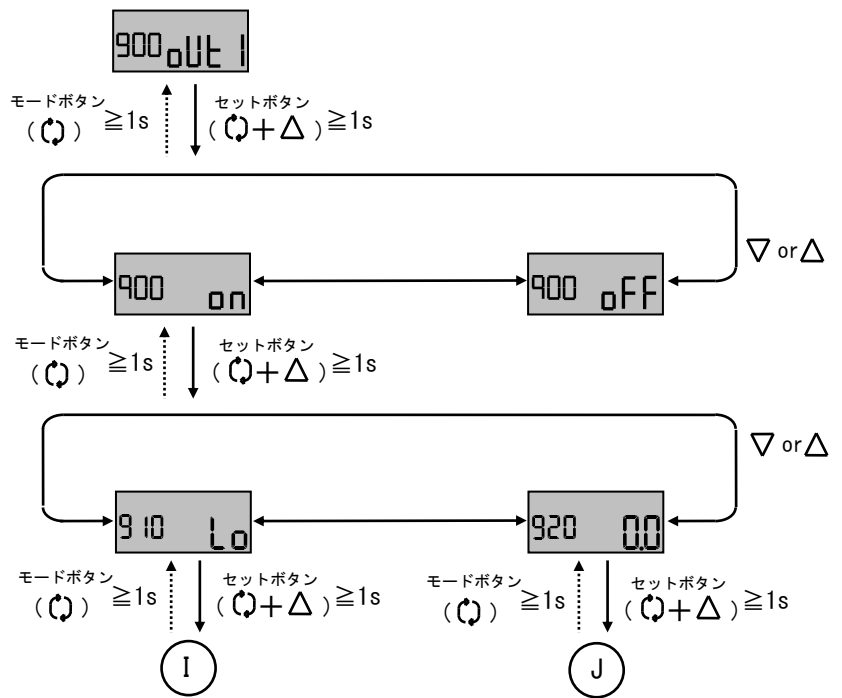 900 oUt 1
モードボタン
(↻) ≧1s
セットボタン
(↻+△)≧1s
▽ or△
900 on
900 oFF
モードボタン
(↻) ≧1s
セットボタン
(↻+△)≧1s
▽ or△
910 Lo
920 0.0
モードボタン
(↻) ≧1s
セットボタン
(↻+△)≧1s
モードボタン
(↻) ≧1s
セットボタン
(↻+△)≧1s
I
J